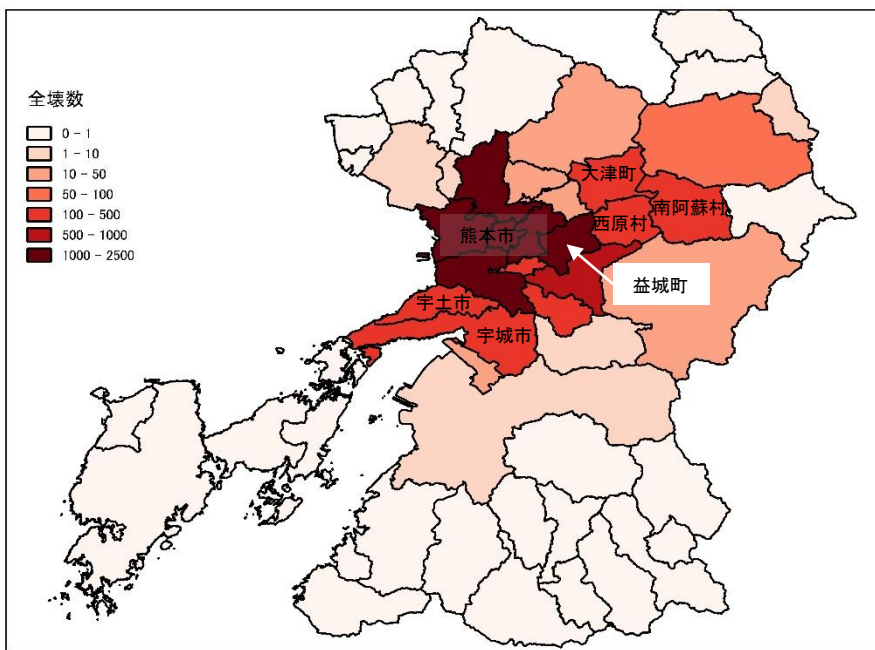 全壊数
0 - 1
1 - 10
10 - 50
50 - 100
100 - 500
500 - 1000
1000 - 2500
大津町
南阿蘇村
西原村
熊本市
益城町
宇土市
宇城市